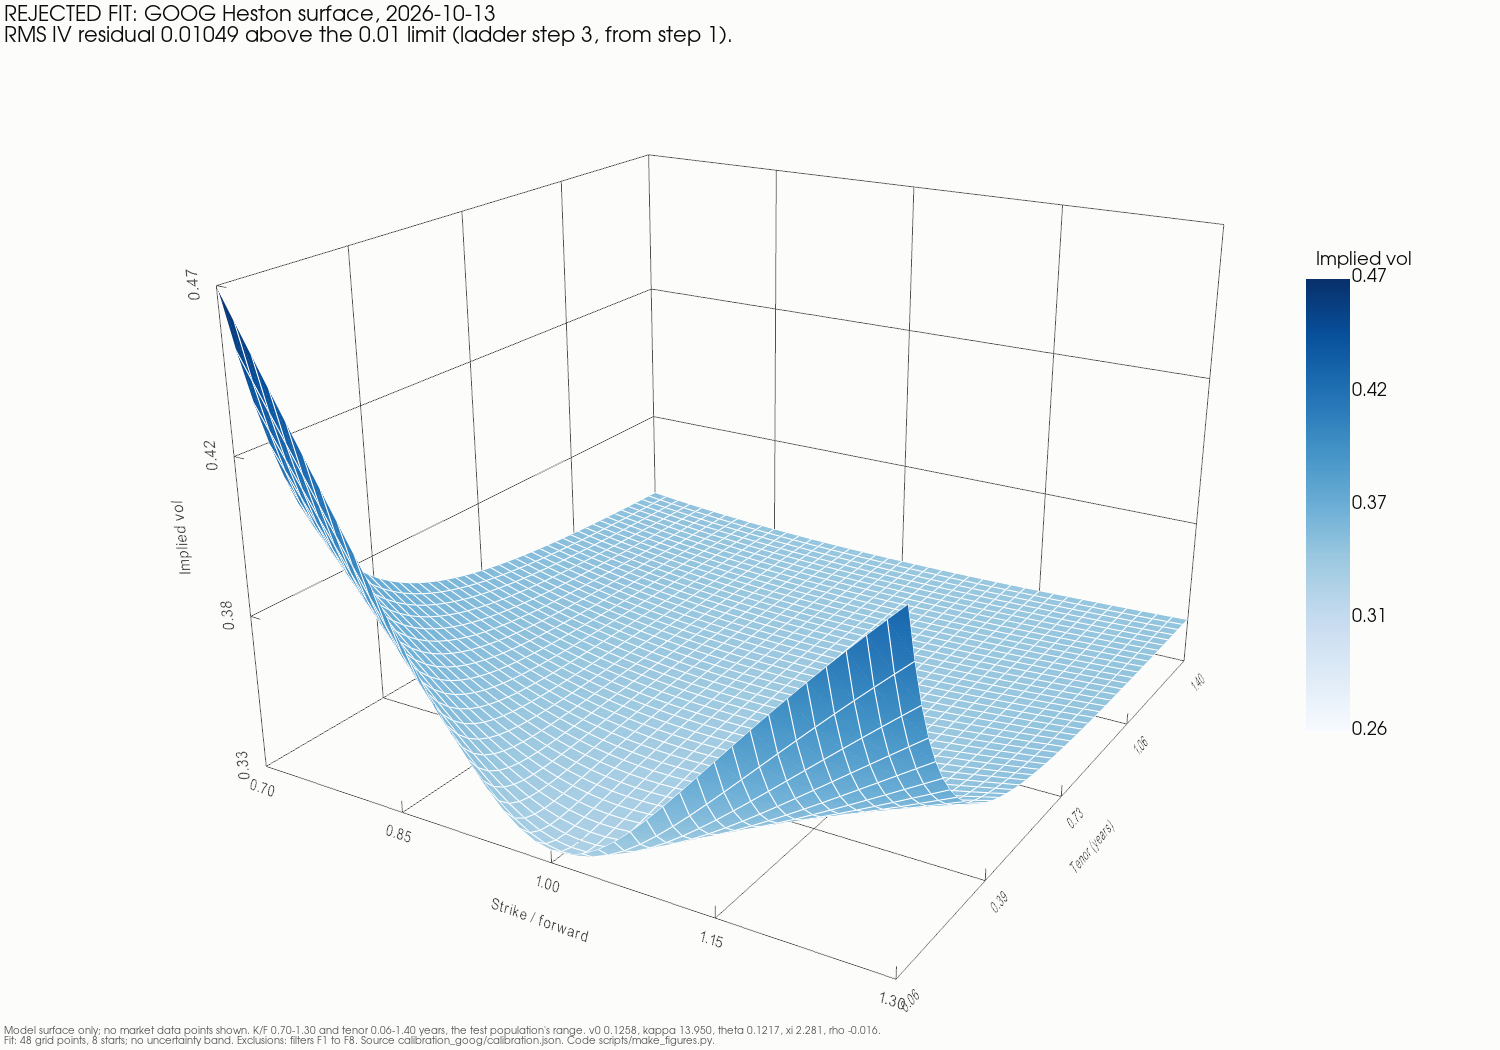 REJECTED FIT: GOOG Heston surface, 2026-10-13
RMS IV residual 0.01049 above the 0.01 limit (ladder step 3, from step 1).
Implied vol
0.47
0.42
0.37
0.31
0.26
0.47
0.42
0.38
0.33
Implied vol
0.70
0.85
1.00
1.15
1.30
Strike / forward
0.06
0.39
0.73
1.06
1.40
Tenor (years)
Model surface only; no market data points shown. K/F 0.70-1.30 and tenor 0.06-1.40 years, the test population's range. v0 0.1258, kappa 13.950, theta 0.1217, xi 2.281, rho -0.016.
Fit: 48 grid points, 8 starts; no uncertainty band. Exclusions: filters F1 to F8. Source calibration_goog/calibration.json. Code scripts/make_figures.py.